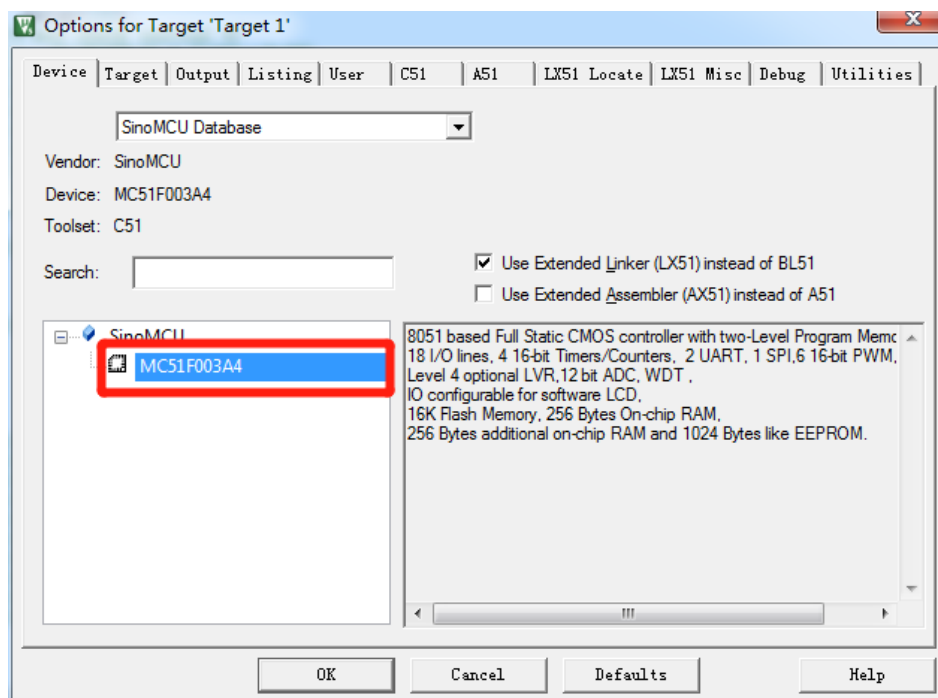 Options for Target 'Target 1'
Device Target Output Listing User C51 A51 LX51 Locate LX51 Misc Debug Utilities
SinoMCU Database
Vendor: SinoMCU
Device: MC51F003A4
Toolset: C51
Search:
Use Extended Linker (LX51) instead of BL51
Use Extended Assembler (AX51) instead of A51
SinoMCU
MC51F003A4
8051 based Full Static CMOS controller with two-Level Program Memc
18 I/O lines, 4 16-bit Timers/Counters, 2 UART, 1 SPI,6 16-bit PWM,
Level 4 optional LVR,12 bit ADC, WDT ,
IO configurable for software LCD,
16K Flash Memory, 256 Bytes On-chip RAM,
256 Bytes additional on-chip RAM and 1024 Bytes like EEPROM.
OK Cancel Defaults Help